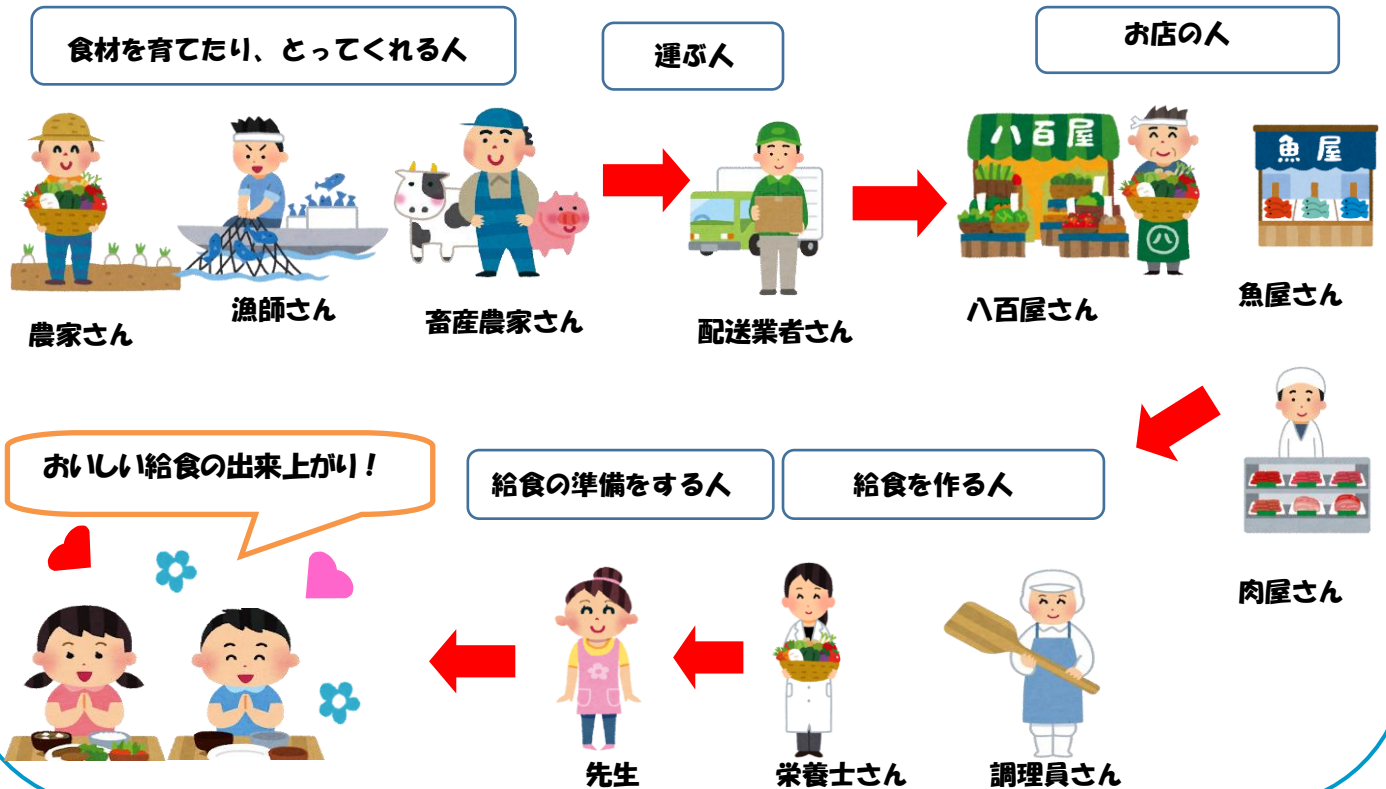 食材を育てたり、とってくれる人
運ぶ人
お店の人
八百屋
魚屋
八
農家さん
漁師さん
畜産農家さん
配送業者さん
八百屋さん
魚屋さん
肉屋さん
おいしい給食の出来上がり！
給食の準備をする人
給食を作る人
先生
栄養士さん
調理員さん